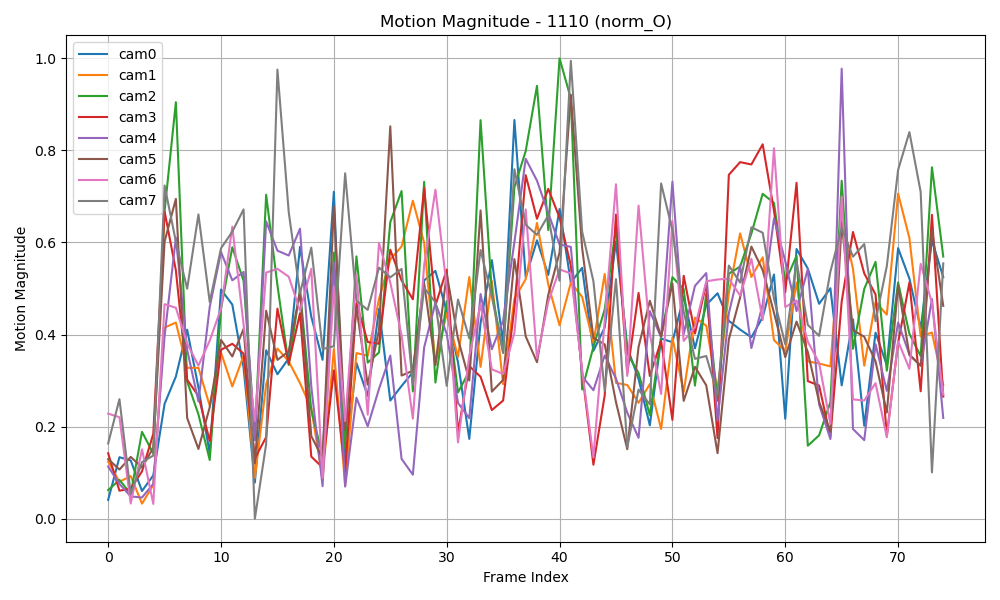 Motion Magnitude - 1110 (norm_O)
cam0
cam1
cam2
cam3
cam4
cam5
cam6
cam7
Motion Magnitude
1.0
0.8
0.6
0.4
0.2
0.0
0 10 20 30 40 50 60 70
Frame Index